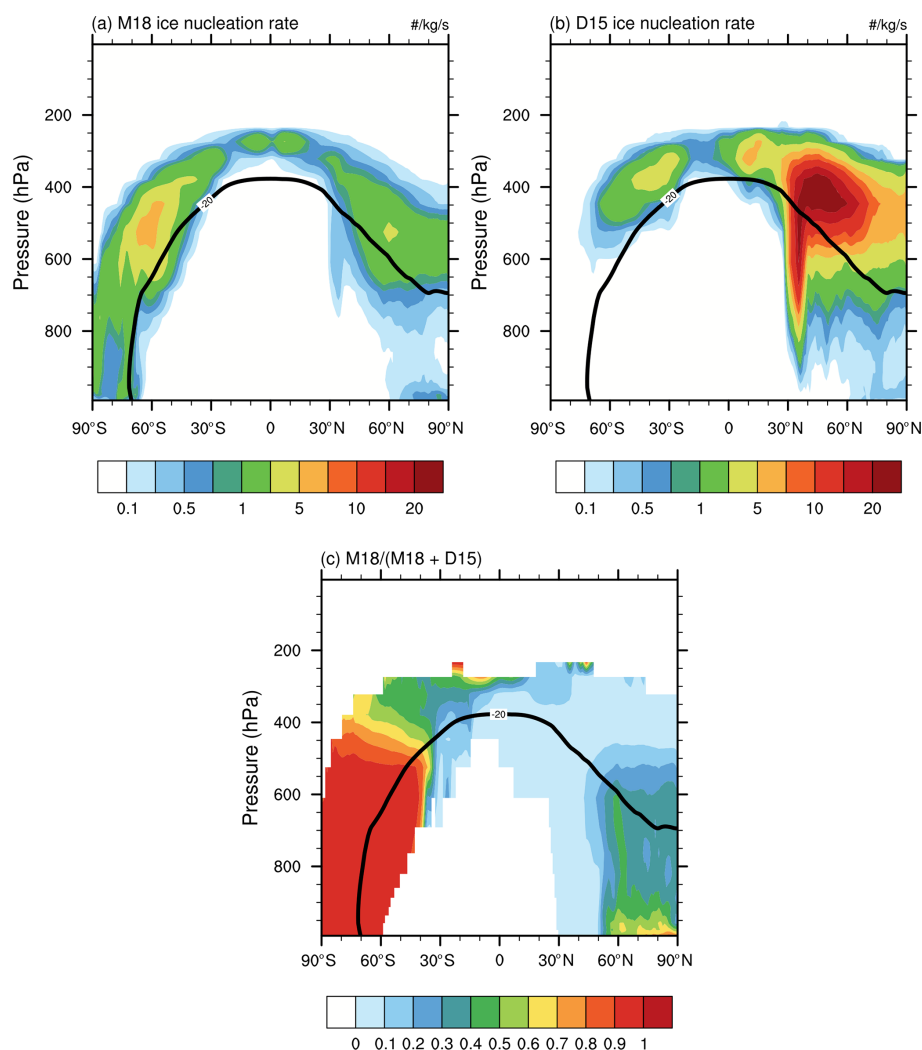 (a) M18 ice nucleation rate #/kg/s
Pressure (hPa)
200
400
600
800
-20
90°S 60°S 30°S 0 30°N 60°N 90°N
0.1 0.5 1 5 10 20
(b) D15 ice nucleation rate #/kg/s
Pressure (hPa)
200
400
600
800
-20
90°S 60°S 30°S 0 30°N 60°N 90°N
0.1 0.5 1 5 10 20
(c) M18/(M18 + D15)
Pressure (hPa)
200
400
600
800
-20
90°S 60°S 30°S 0 30°N 60°N 90°N
0 0.1 0.2 0.3 0.4 0.5 0.6 0.7 0.8 0.9 1